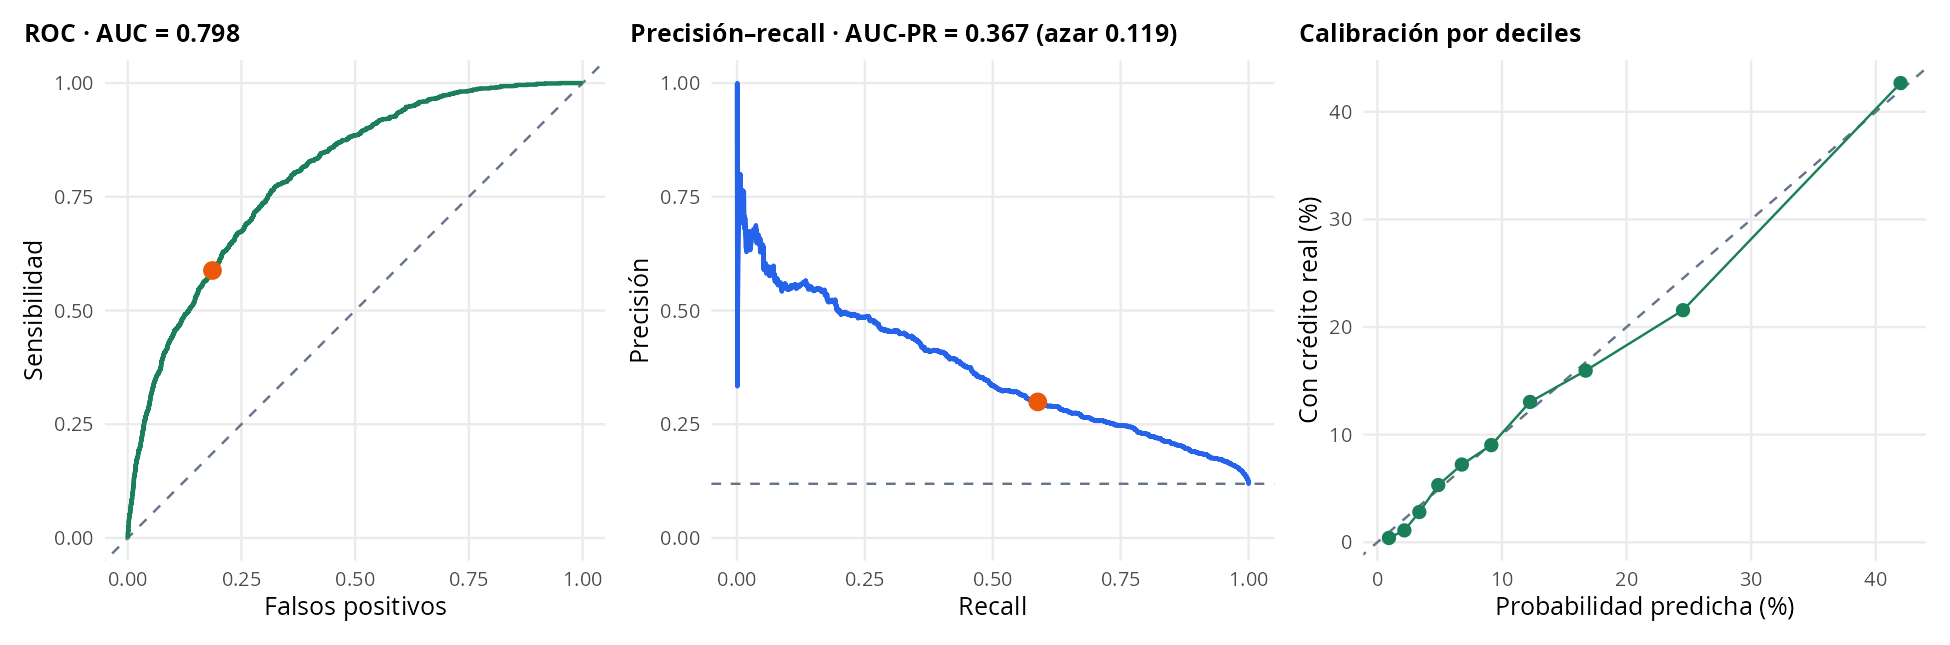 ROC · AUC = 0.798
1.00
0.75
0.50
0.25
0.00
Sensibilidad
0.00 0.25 0.50 0.75 1.00
Falsos positivos
Precisión–recall · AUC-PR = 0.367 (azar 0.119)
1.00
0.75
0.50
0.25
0.00
Precisión
0.00 0.25 0.50 0.75 1.00
Recall
Calibración por deciles
40
30
20
10
0
Con crédito real (%)
0 10 20 30 40
Probabilidad predicha (%)